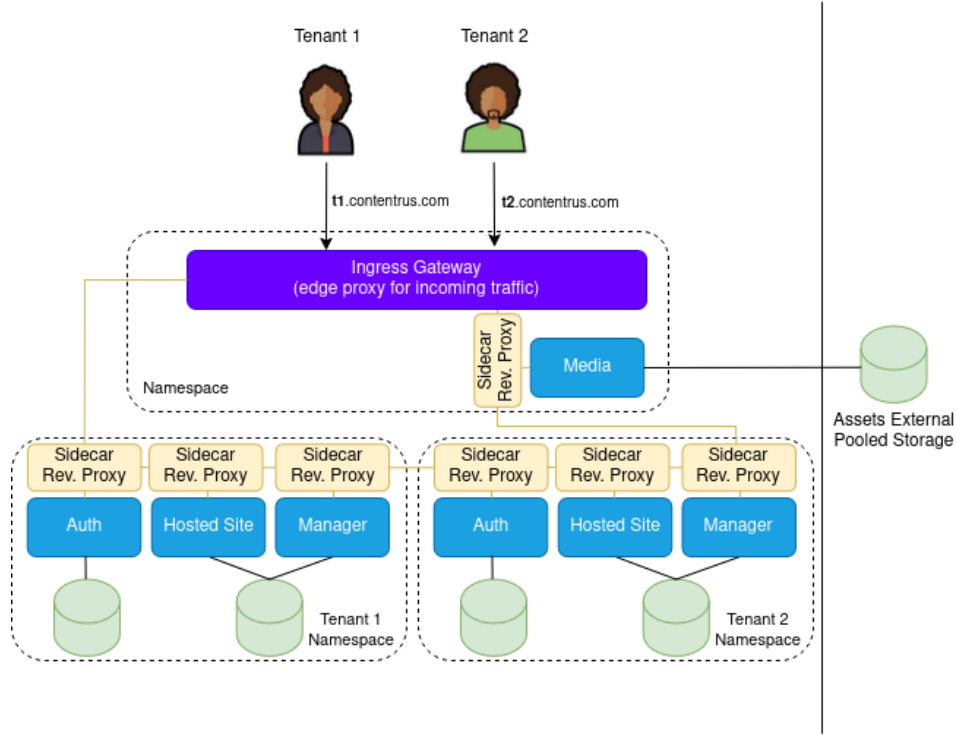 Tenant 1
Tenant 2
t1.contentrus.com
t2.contentrus.com
Ingress Gateway
(edge proxy for incoming traffic)
Sidecar
Rev. Proxy
Media
Namespace
Assets External
Pooled Storage
Sidecar
Rev. Proxy
Sidecar
Rev. Proxy
Sidecar
Rev. Proxy
Sidecar
Rev. Proxy
Sidecar
Rev. Proxy
Sidecar
Rev. Proxy
Auth
Hosted Site
Manager
Auth
Hosted Site
Manager
Tenant 1
Namespace
Tenant 2
Namespace